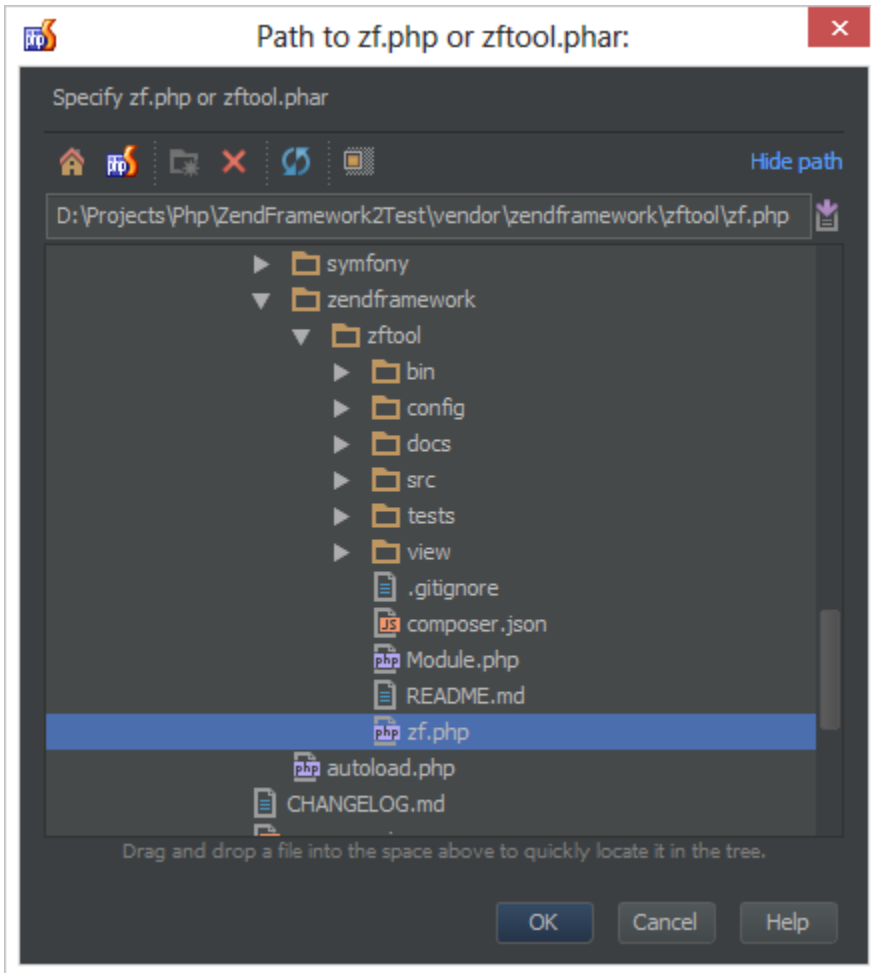 Path to zf.php or zftool.phar:
Specify zf.php or zftool.phar
Hide path
D:\Projects\Php\ZendFramework2Test\vendor\zendframework\zftool\zf.php
symfony
zendframework
zftool
bin
config
docs
src
tests
view
.gitignore
composer.json
Module.php
README.md
zf.php
autoload.php
CHANGELOG.md
Drag and drop a file into the space above to quickly locate it in the tree.
OK Cancel Help